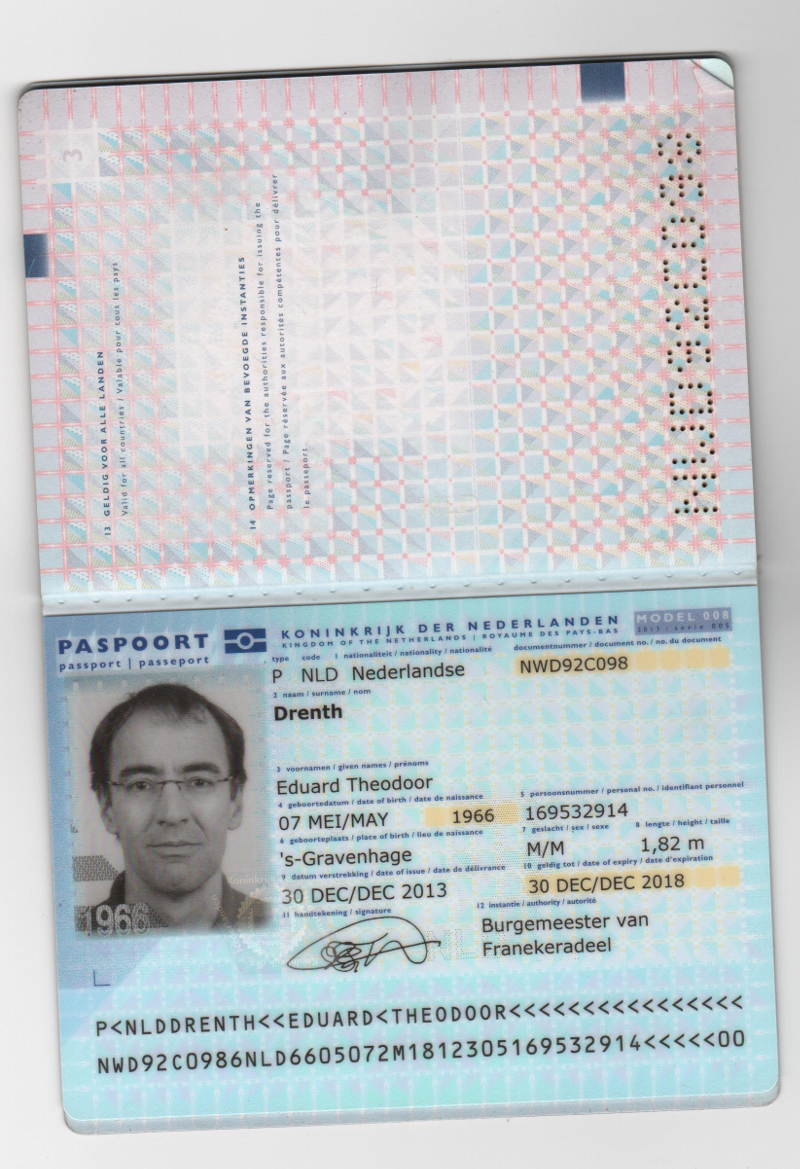 3
13 GELDIG VOOR ALLE LANDEN
Valid for all countries / Valable pour tous les pays
14 OPMERKINGEN VAN BEVOEGDE INSTANTIES
Page reserved for the authorities responsible for issuing the
passport / Page réservée aux autorités compétentes pour délivrer
le passeport
NWD92C098
PASPOORT
passport | passeport
KONINKRIJK DER NEDERLANDEN
KINGDOM OF THE NETHERLANDS | ROYAUME DES PAYS-BAS
MODEL 008
type code 1 nationaliteit / nationality / nationalité
documentnummer / document no. / no. du document
P NLD Nederlandse
NWD92C098
2 naam / surname / nom
Drenth
3 voornamen / given names / prénoms
Eduard Theodoor
4 geboortedatum / date of birth / date de naissance
5 persoonsnummer / personal no. / identifiant personnel
07 MEI/MAY 1966
169532914
6 geboorteplaats / place of birth / lieu de naissance
7 geslacht / sex / sexe
8 lengte / height / taille
's-Gravenhage
M/M
1,82 m
9 datum verstrekking / date of issue / date de délivrance
10 geldig tot / date of expiry / date d'expiration
30 DEC/DEC 2013
30 DEC/DEC 2018
11 handtekening / signature
12 instantie / authority / autorité
Burgemeester van
Franekeradeel
1966
NL
P<NLDDRENTH<<EDUARD<THEODOOR<<<<<<<<<<<<<<<<
NWD92C0986NLD6605072M1812305169532914<<<<<00